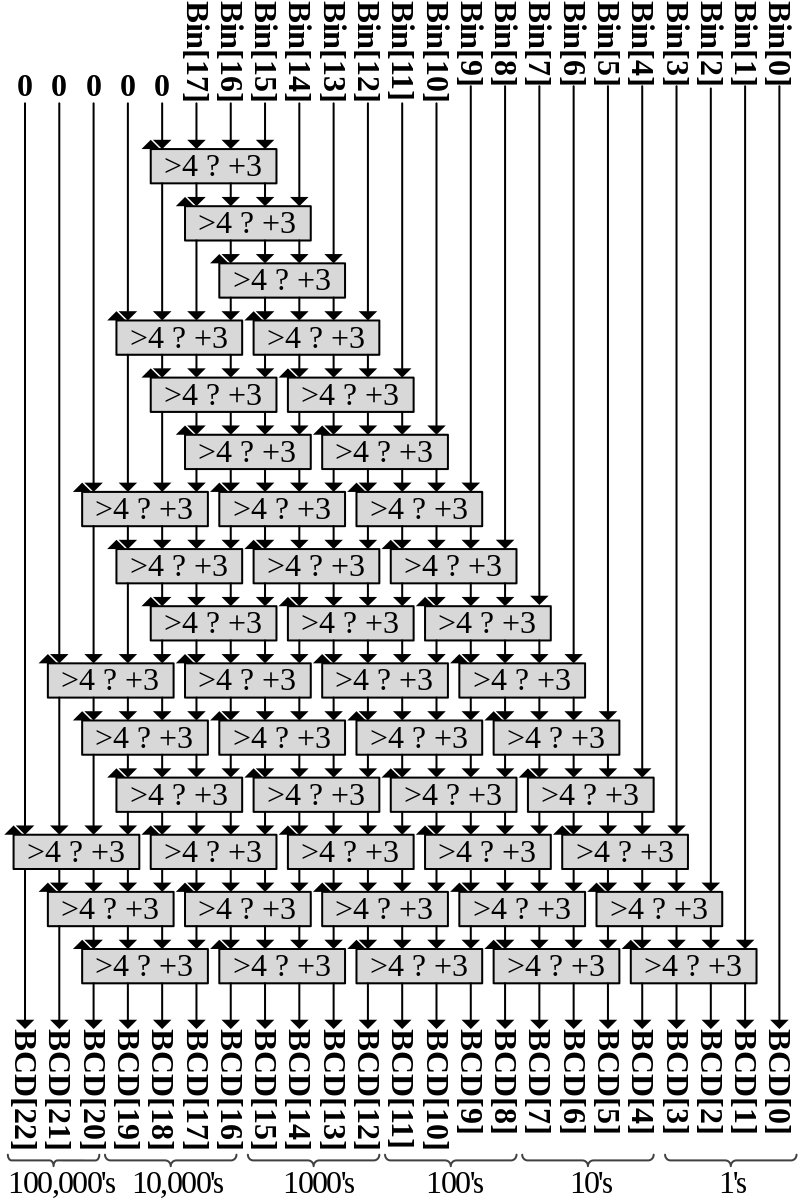 0 0 0 0 0 Bin[17] Bin[16] Bin[15] Bin[14] Bin[13] Bin[12] Bin[11] Bin[10] Bin[9] Bin[8] Bin[7] Bin[6] Bin[5] Bin[4] Bin[3] Bin[2] Bin[1] Bin[0]
>4 ? +3
>4 ? +3
>4 ? +3
>4 ? +3 >4 ? +3
>4 ? +3 >4 ? +3
>4 ? +3 >4 ? +3
>4 ? +3 >4 ? +3 >4 ? +3
>4 ? +3 >4 ? +3 >4 ? +3
>4 ? +3 >4 ? +3 >4 ? +3
>4 ? +3 >4 ? +3 >4 ? +3 >4 ? +3
>4 ? +3 >4 ? +3 >4 ? +3 >4 ? +3
>4 ? +3 >4 ? +3 >4 ? +3 >4 ? +3
>4 ? +3 >4 ? +3 >4 ? +3 >4 ? +3 >4 ? +3
>4 ? +3 >4 ? +3 >4 ? +3 >4 ? +3 >4 ? +3
>4 ? +3 >4 ? +3 >4 ? +3 >4 ? +3 >4 ? +3
BCD[22] BCD[21] BCD[20] BCD[19] BCD[18] BCD[17] BCD[16] BCD[15] BCD[14] BCD[13] BCD[12] BCD[11] BCD[10] BCD[9] BCD[8] BCD[7] BCD[6] BCD[5] BCD[4] BCD[3] BCD[2] BCD[1] BCD[0]
100,000's 10,000's 1000's 100's 10's 1's